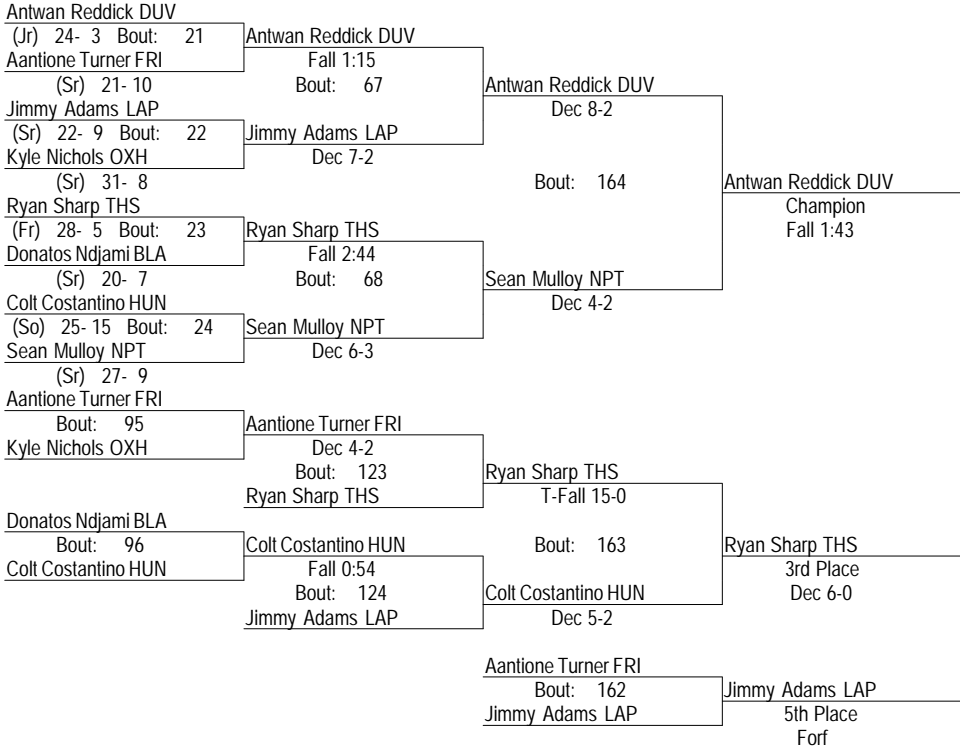 Antwan Reddick DUV
(Jr) 24- 3 Bout: 21
Antwan Reddick DUV
Aantione Turner FRI
Fall 1:15
(Sr) 21- 10
Bout: 67
Antwan Reddick DUV
Jimmy Adams LAP
Dec 8-2
(Sr) 22- 9 Bout: 22
Jimmy Adams LAP
Kyle Nichols OXH
Dec 7-2
(Sr) 31- 8
Bout: 164
Antwan Reddick DUV
Ryan Sharp THS
Champion
(Fr) 28- 5 Bout: 23
Ryan Sharp THS
Fall 1:43
Donatos Ndjami BLA
Fall 2:44
(Sr) 20- 7
Bout: 68
Sean Mulloy NPT
Colt Costantino HUN
Dec 4-2
(So) 25- 15 Bout: 24
Sean Mulloy NPT
Sean Mulloy NPT
Dec 6-3
(Sr) 27- 9
Aantione Turner FRI
Bout: 95
Aantione Turner FRI
Kyle Nichols OXH
Dec 4-2
Bout: 123
Ryan Sharp THS
Ryan Sharp THS
T-Fall 15-0
Donatos Ndjami BLA
Bout: 96
Colt Costantino HUN
Bout: 163
Ryan Sharp THS
Colt Costantino HUN
Fall 0:54
3rd Place
Bout: 124
Colt Costantino HUN
Dec 6-0
Jimmy Adams LAP
Dec 5-2
Aantione Turner FRI
Bout: 162
Jimmy Adams LAP
Jimmy Adams LAP
5th Place
Forf